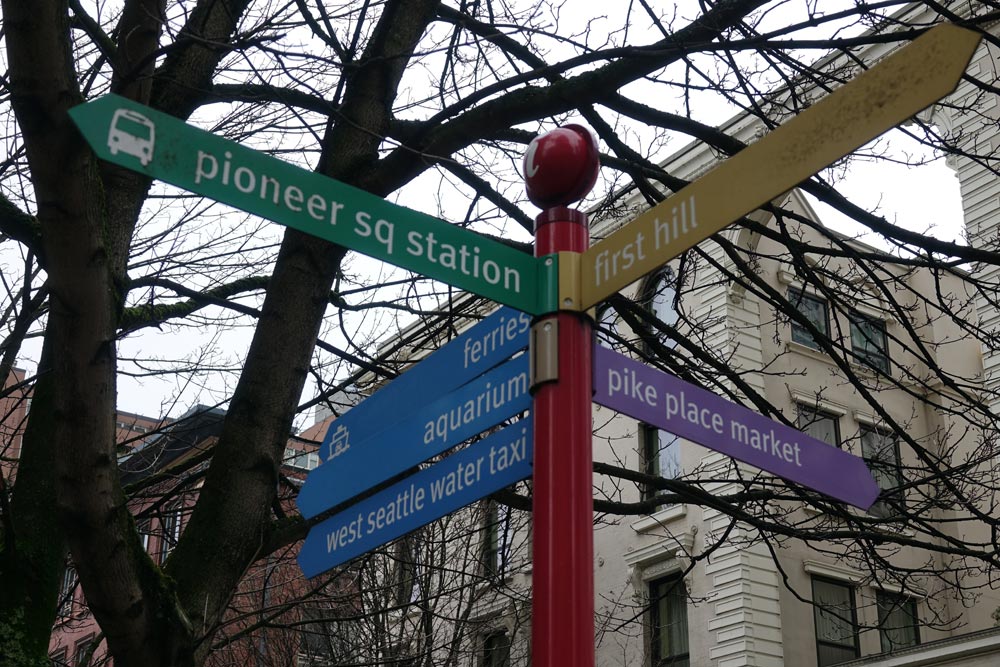 i
pioneer sq station
first hill
ferries
aquarium
west seattle water taxi
pike place market